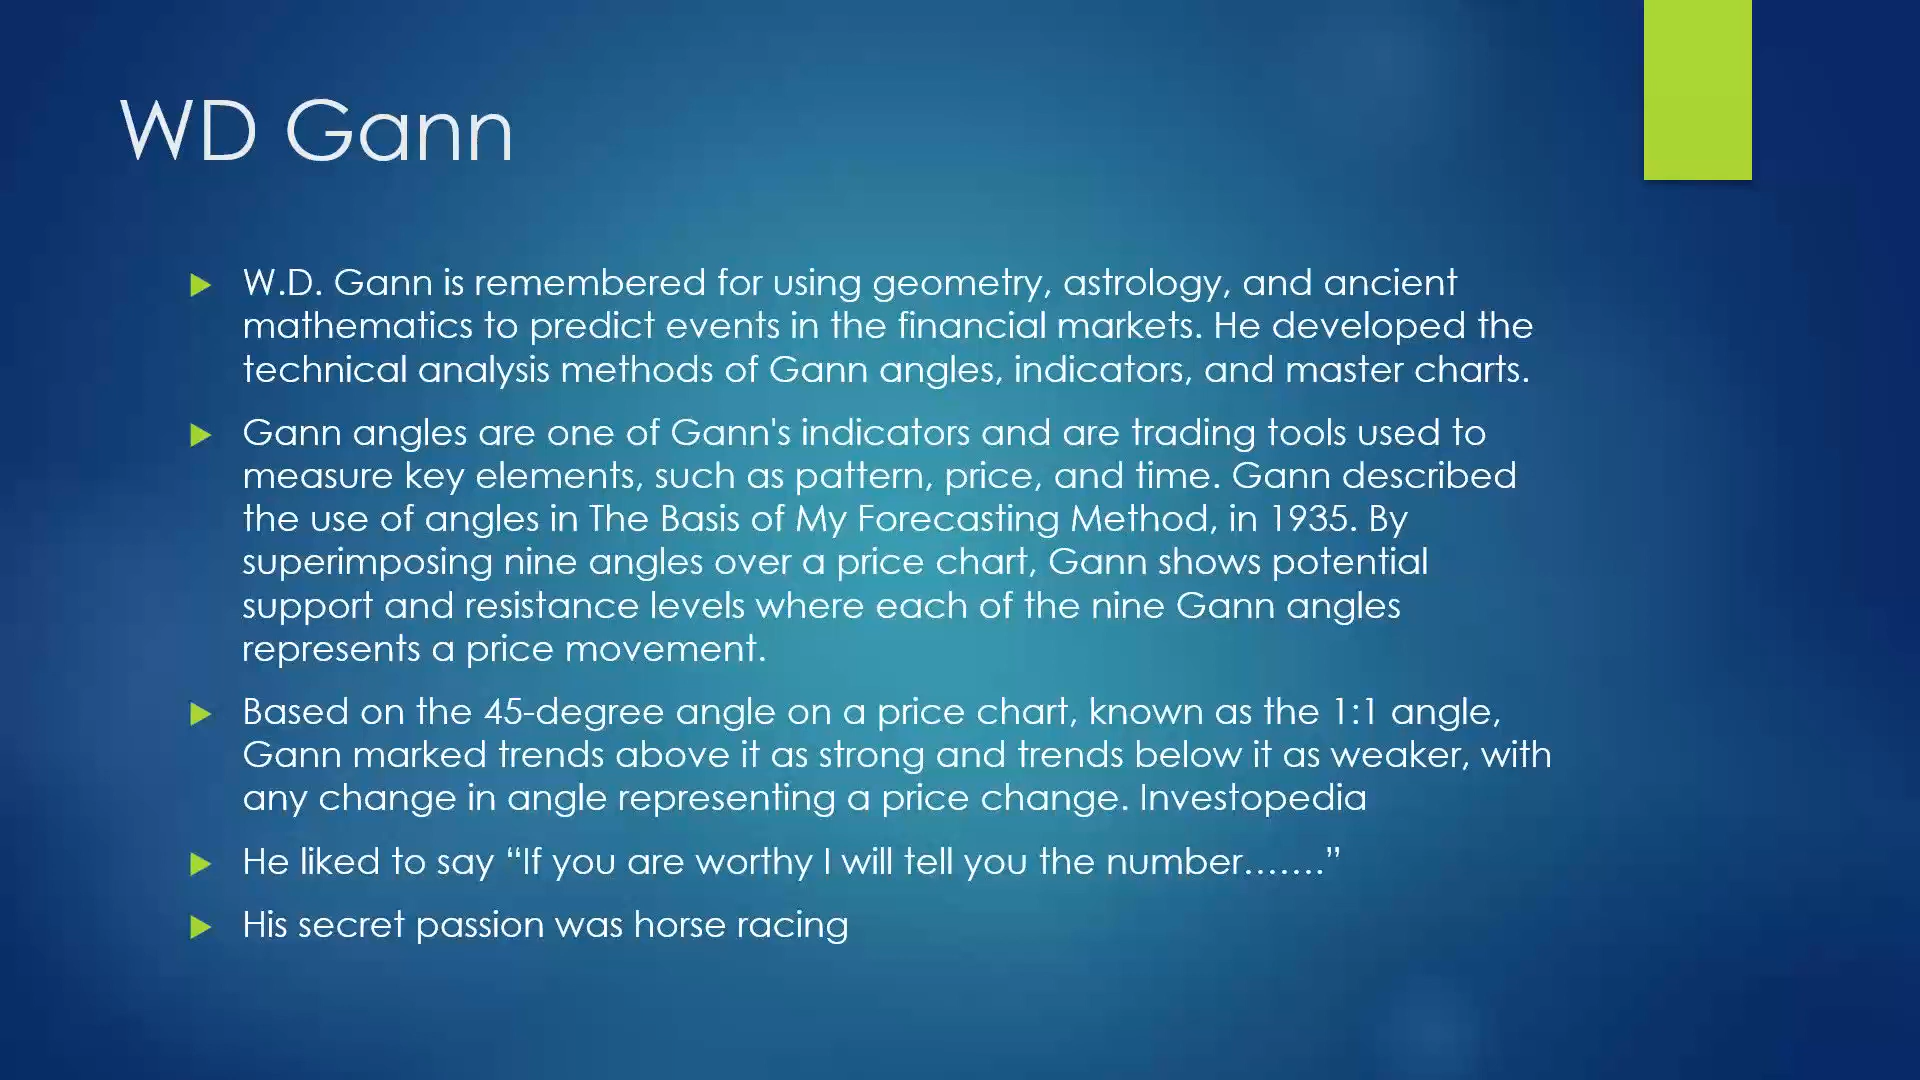 WD Gann
W.D. Gann is remembered for using geometry, astrology, and ancient
mathematics to predict events in the financial markets. He developed the
technical analysis methods of Gann angles, indicators, and master charts.
Gann angles are one of Gann's indicators and are trading tools used to
measure key elements, such as pattern, price, and time. Gann described
the use of angles in The Basis of My Forecasting Method, in 1935. By
superimposing nine angles over a price chart, Gann shows potential
support and resistance levels where each of the nine Gann angles
represents a price movement.
Based on the 45-degree angle on a price chart, known as the 1:1 angle,
Gann marked trends above it as strong and trends below it as weaker, with
any change in angle representing a price change. Investopedia
He liked to say “If you are worthy I will tell you the number…….”
His secret passion was horse racing